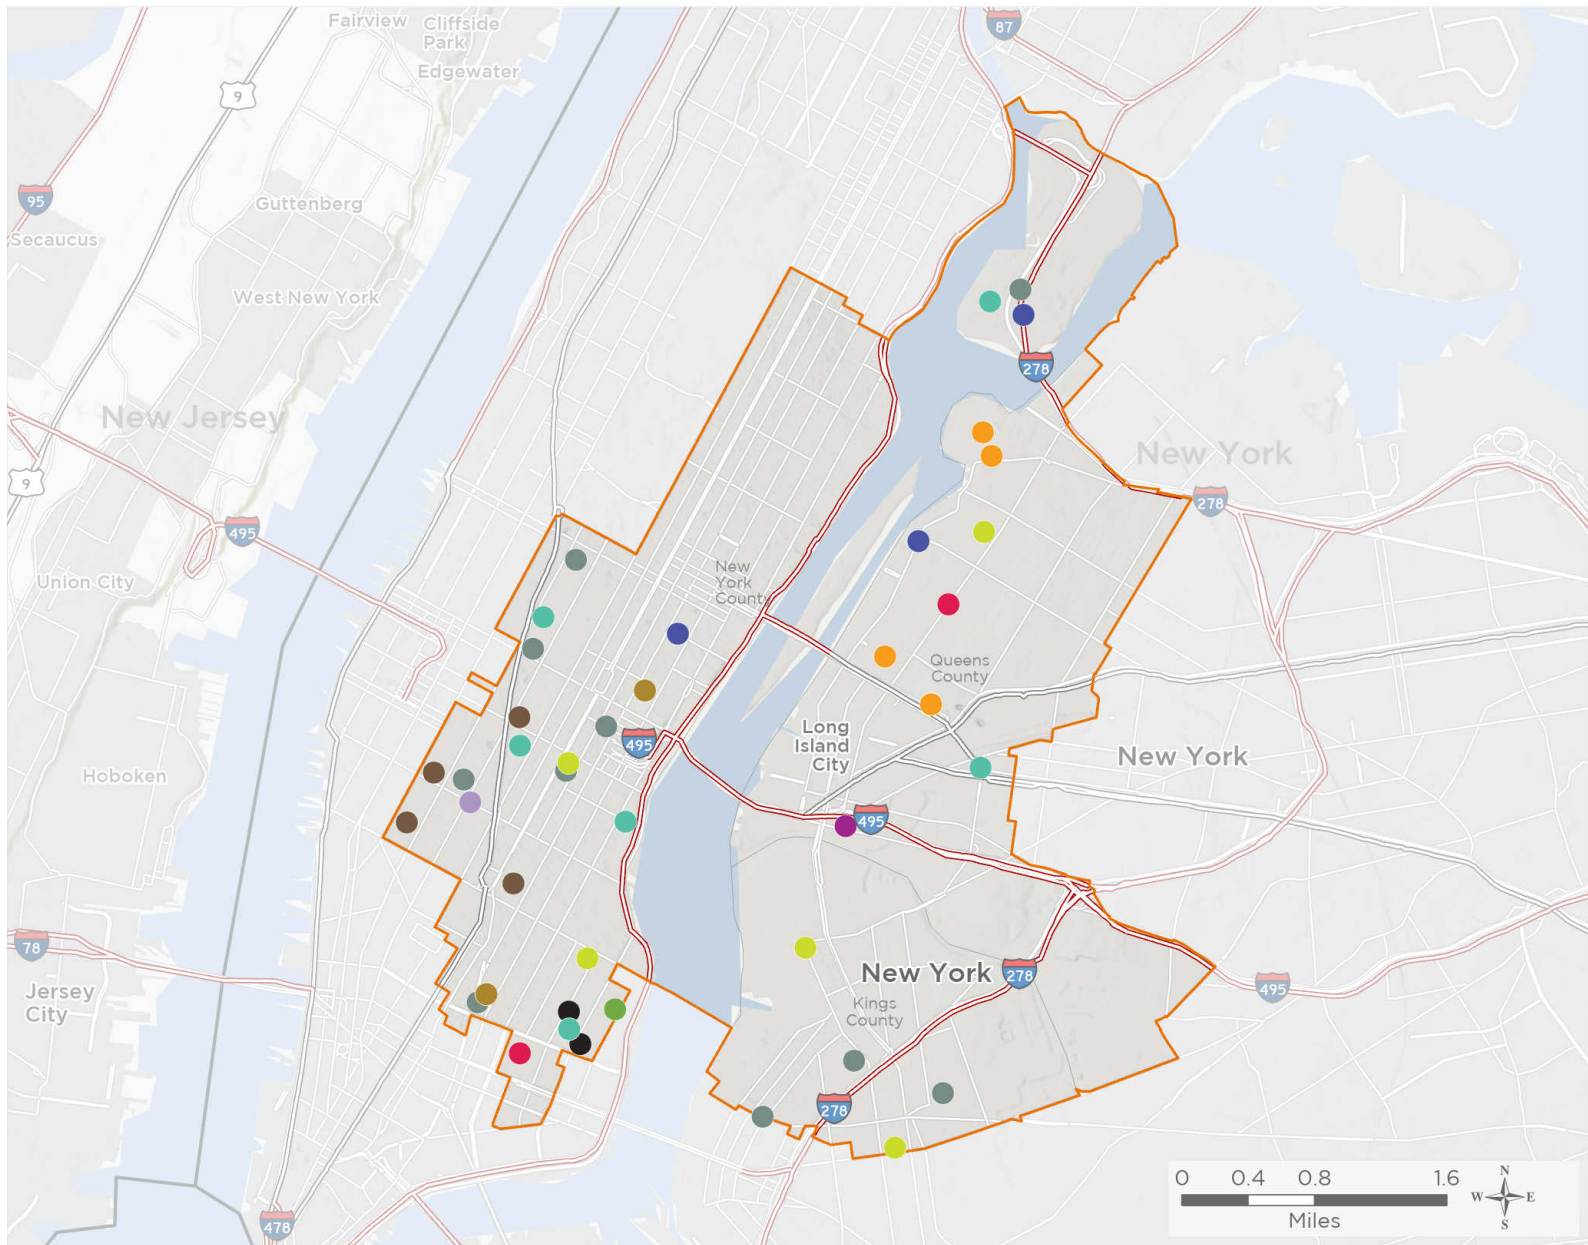 Fairview
Cliffside
Park
Edgewater
87
9
95
Guttenberg
Secaucus
West New York
278
New Jersey
New York
9
495
278
Union City
New
York
County
Queens
County
Long
Island
City
495
New York
Hoboken
495
78
New York
278
495
Jersey
City
Kings
County
278
478
0 0.4 0.8 1.6
Miles
N
W E
S